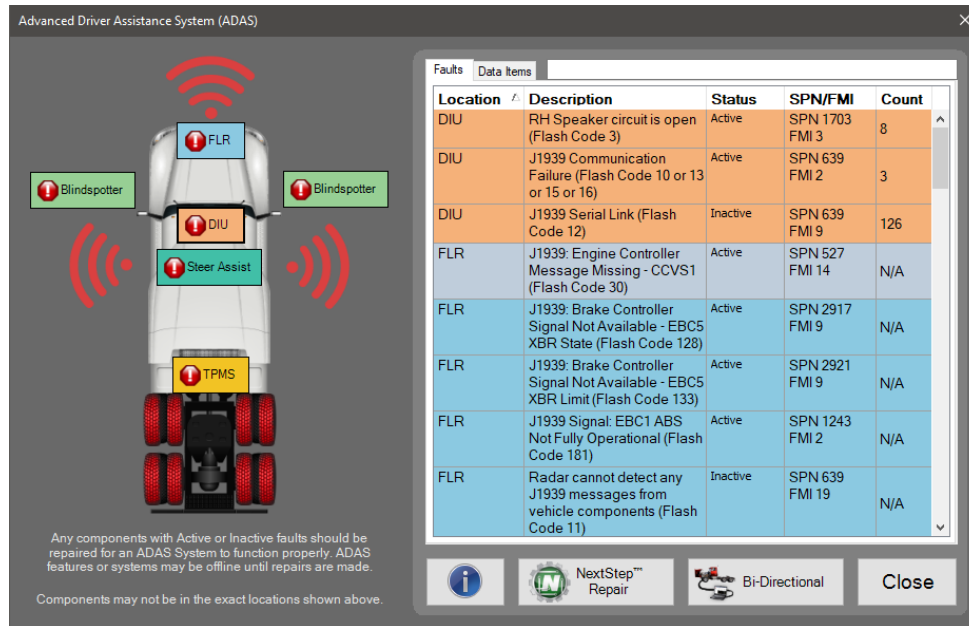 Advanced Driver Assistance System (ADAS)
FLR
Blindspotter
Blindspotter
DIU
Steer Assist
TPMS
Any components with Active or Inactive faults should be
repaired for an ADAS System to function properly. ADAS
features or systems may be offline until repairs are made.
Components may not be in the exact locations shown above.
Faults Data Items
Location Description Status SPN/FMI Count
DIU RH Speaker circuit is open Active SPN 1703 8
(Flash Code 3) FMI 3
DIU J1939 Communication Active SPN 639 3
Failure (Flash Code 10 or 13 FMI 2
or 15 or 16)
DIU J1939 Serial Link (Flash Inactive SPN 639 126
Code 12) FMI 9
FLR J1939: Engine Controller Active SPN 527 N/A
Message Missing - CCVS1 FMI 14
(Flash Code 30)
FLR J1939: Brake Controller Active SPN 2917 N/A
Signal Not Available - EBC5 FMI 9
XBR State (Flash Code 128)
FLR J1939: Brake Controller Active SPN 2921 N/A
Signal Not Available - EBC5 FMI 9
XBR Limit (Flash Code 133)
FLR J1939 Signal: EBC1 ABS Active SPN 1243 N/A
Not Fully Operational (Flash FMI 2
Code 181)
FLR Radar cannot detect any Inactive SPN 639 N/A
J1939 messages from FMI 19
vehicle components (Flash
Code 11)
NextStep™
Repair
Bi-Directional
Close